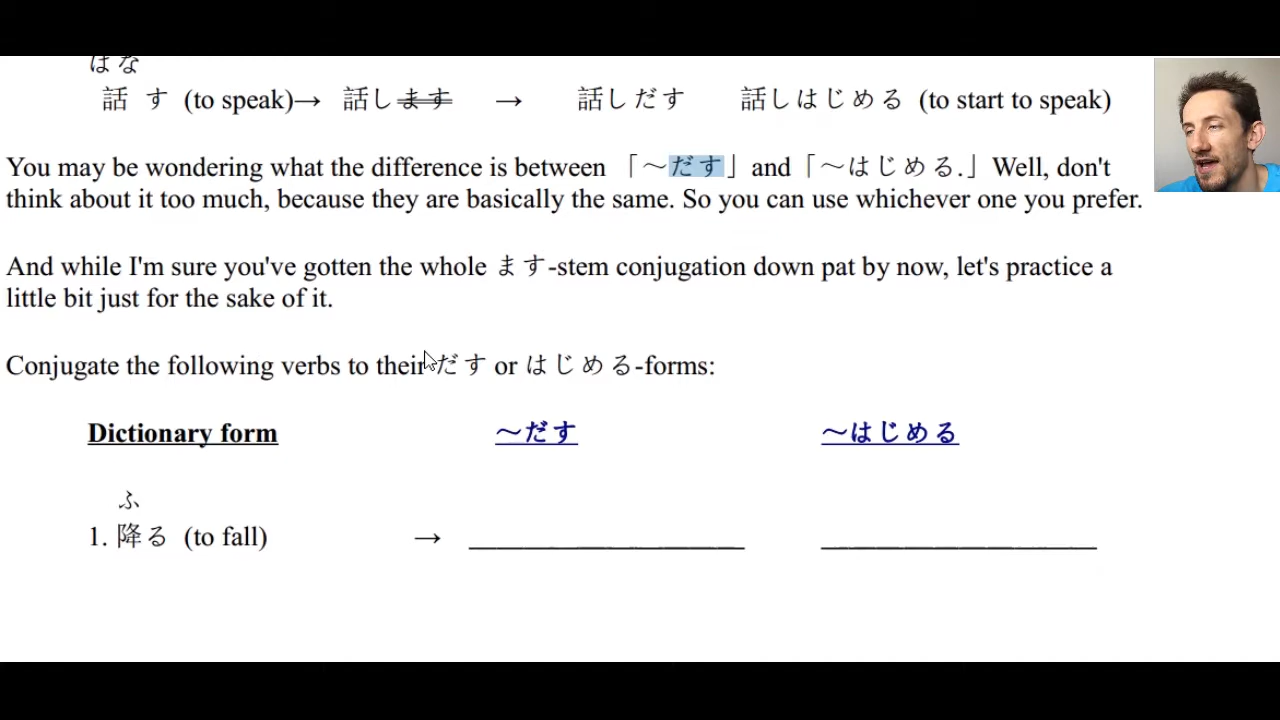 はな
話 す (to speak)→ 話します → 話しだす 話しはじめる (to start to speak)
You may be wondering what the difference is between 「～だす」 and 「～はじめる.」 Well, don't
think about it too much, because they are basically the same. So you can use whichever one you prefer.
And while I'm sure you've gotten the whole ます-stem conjugation down pat by now, let's practice a
little bit just for the sake of it.
Conjugate the following verbs to their だす or はじめる-forms:
Dictionary form ～だす ～はじめる
ふ
1. 降る (to fall) → ____________________ ____________________